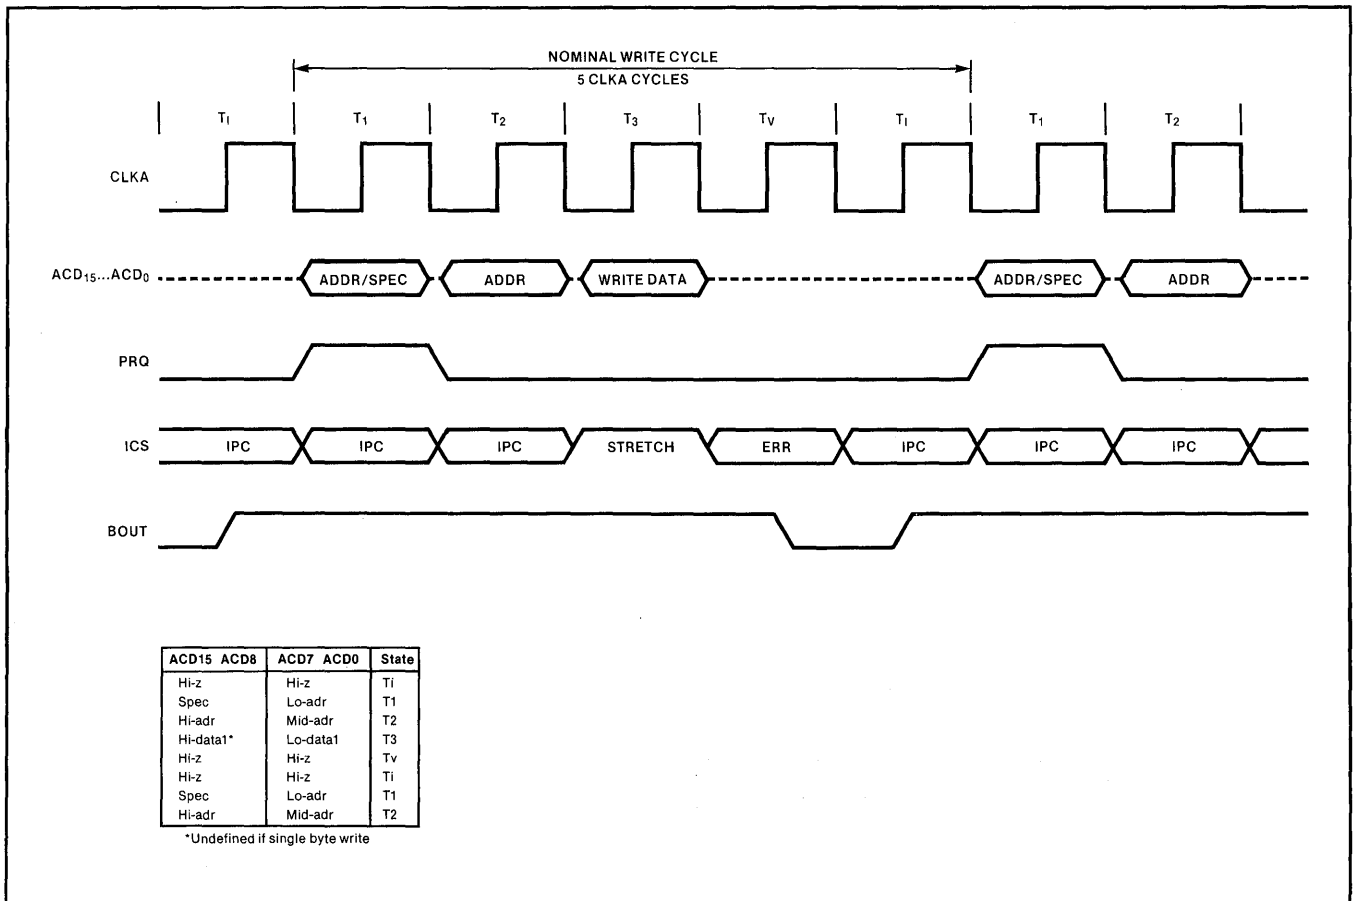 NOMINAL WRITE CYCLE
5 CLKA CYCLES
TI T1 T2 T3 TV TI T1 T2
CLKA
ACD15...ACD0 ADDR/SPEC ADDR WRITE DATA ADDR/SPEC ADDR
PRQ
ICS IPC IPC IPC STRETCH ERR IPC IPC IPC
BOUT
ACD15 ACD8 ACD7 ACD0 State
Hi-z Hi-z Ti
Spec Lo-adr T1
Hi-adr Mid-adr T2
Hi-data1* Lo-data1 T3
Hi-z Hi-z Tv
Hi-z Hi-z Ti
Spec Lo-adr T1
Hi-adr Mid-adr T2
*Undefined if single byte write